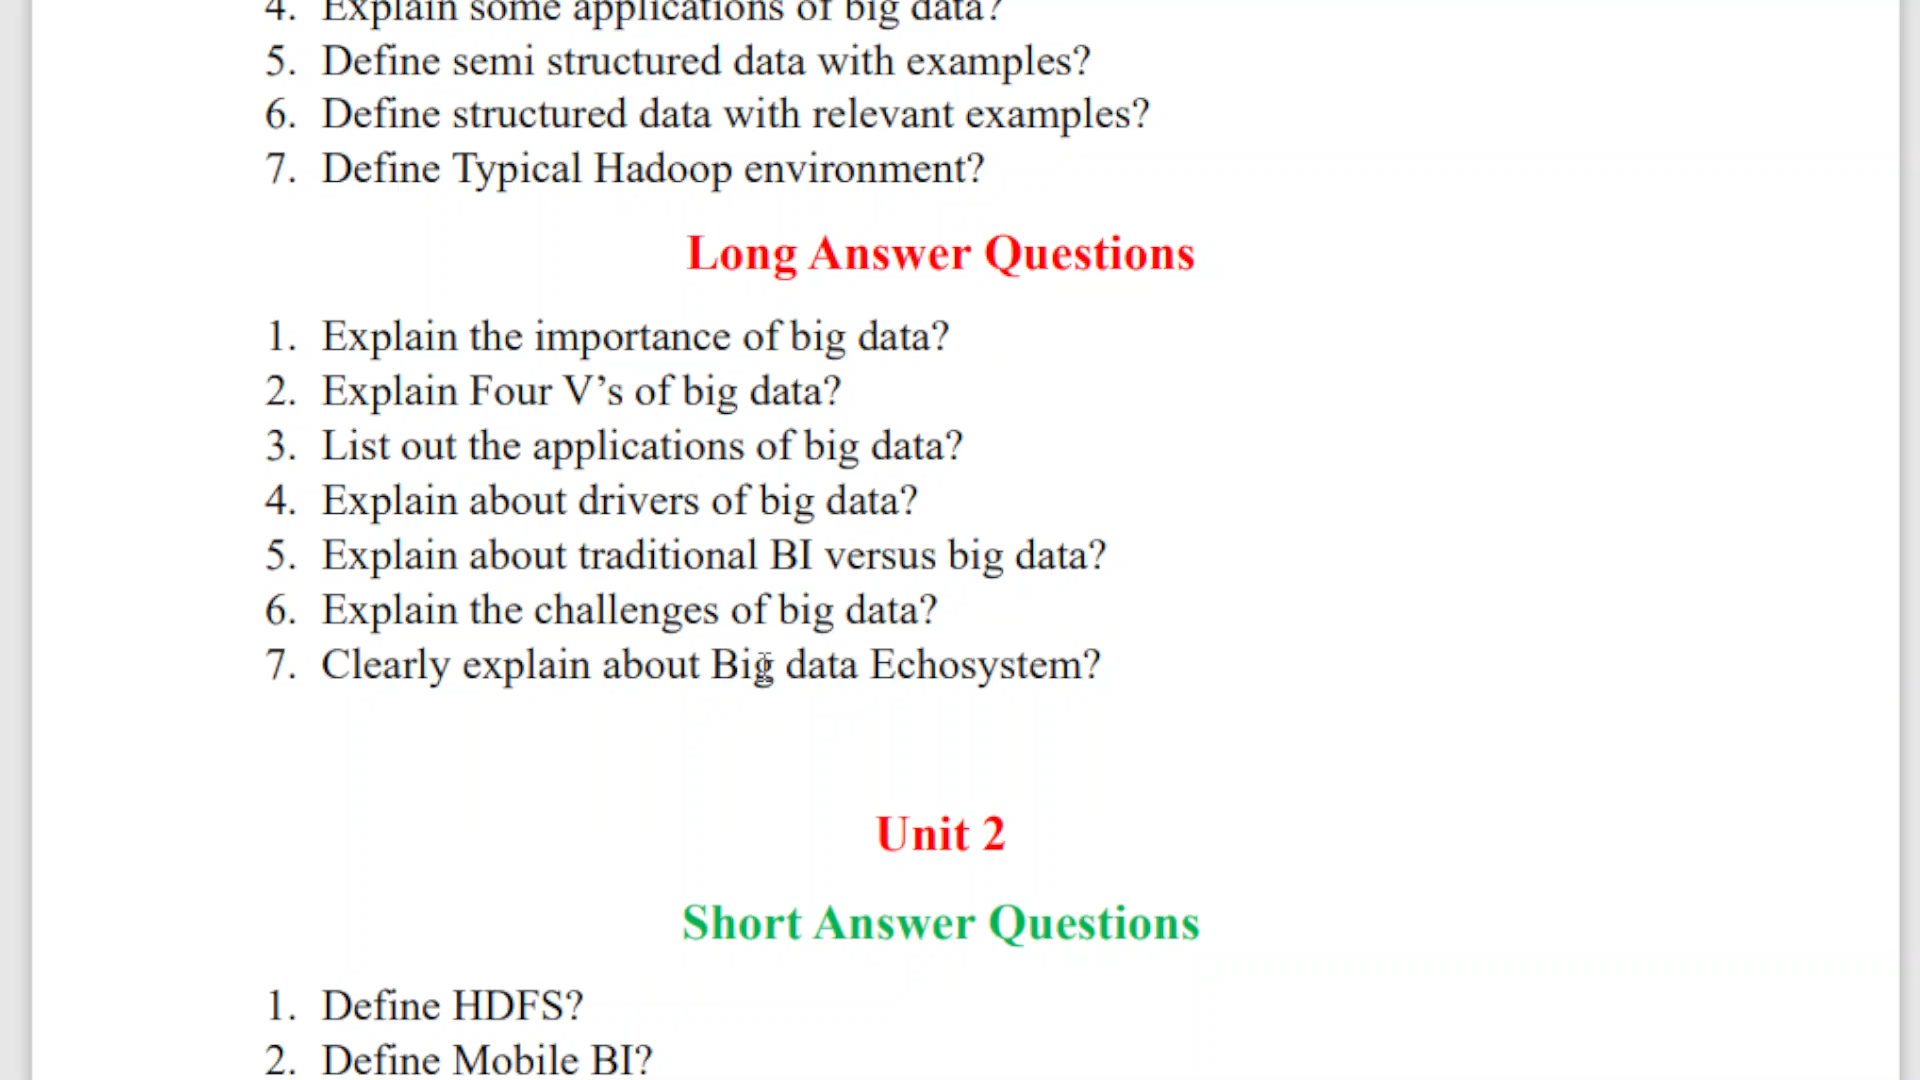 4. Explain some applications of big data?
5. Define semi structured data with examples?
6. Define structured data with relevant examples?
7. Define Typical Hadoop environment?
Long Answer Questions
1. Explain the importance of big data?
2. Explain Four V’s of big data?
3. List out the applications of big data?
4. Explain about drivers of big data?
5. Explain about traditional BI versus big data?
6. Explain the challenges of big data?
7. Clearly explain about Big data Echosystem?
Unit 2
Short Answer Questions
1. Define HDFS?
2. Define Mobile BI?